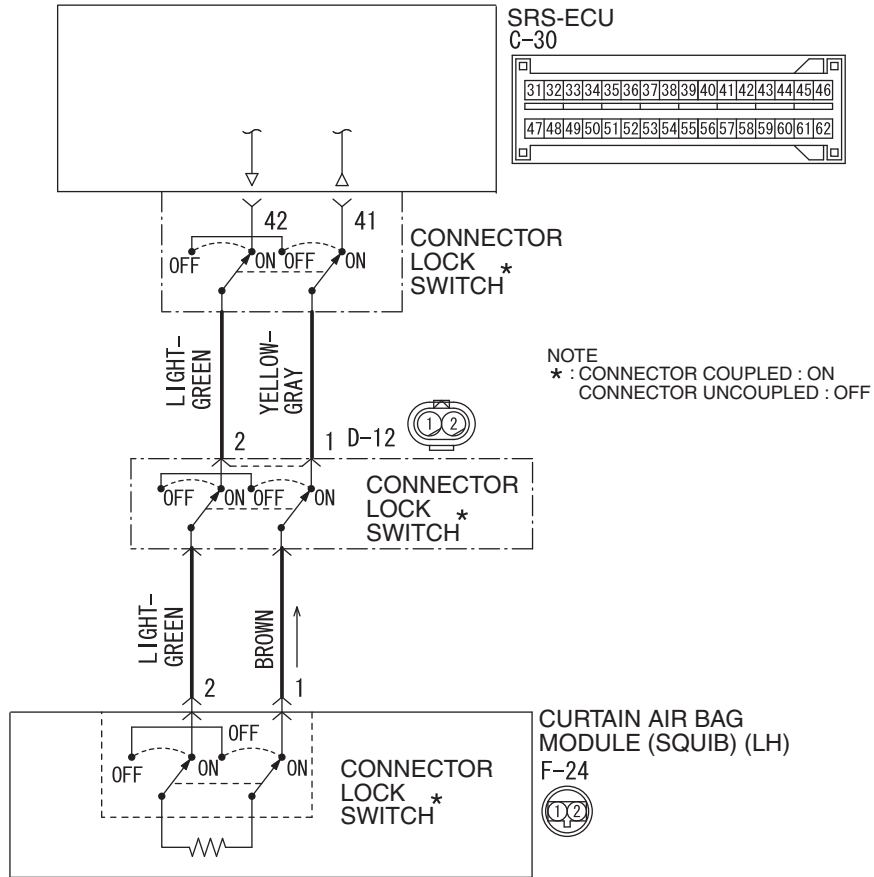 SRS-ECU
C-30
31 32 33 34 35 36 37 38 39 40 41 42 43 44 45 46
47 48 49 50 51 52 53 54 55 56 57 58 59 60 61 62
42 41
OFF ON OFF ON
CONNECTOR
LOCK
SWITCH*
LIGHT-
GREEN
YELLOW-
GRAY
NOTE
* : CONNECTOR COUPLED : ON
CONNECTOR UNCOUPLED : OFF
2 1 D-12
1 2
OFF ON OFF ON
CONNECTOR
LOCK
SWITCH*
LIGHT-
GREEN
BROWN
2 1
CURTAIN AIR BAG
MODULE (SQUIB) (LH)
F-24
1 2
OFF ON OFF ON
CONNECTOR
LOCK
SWITCH*